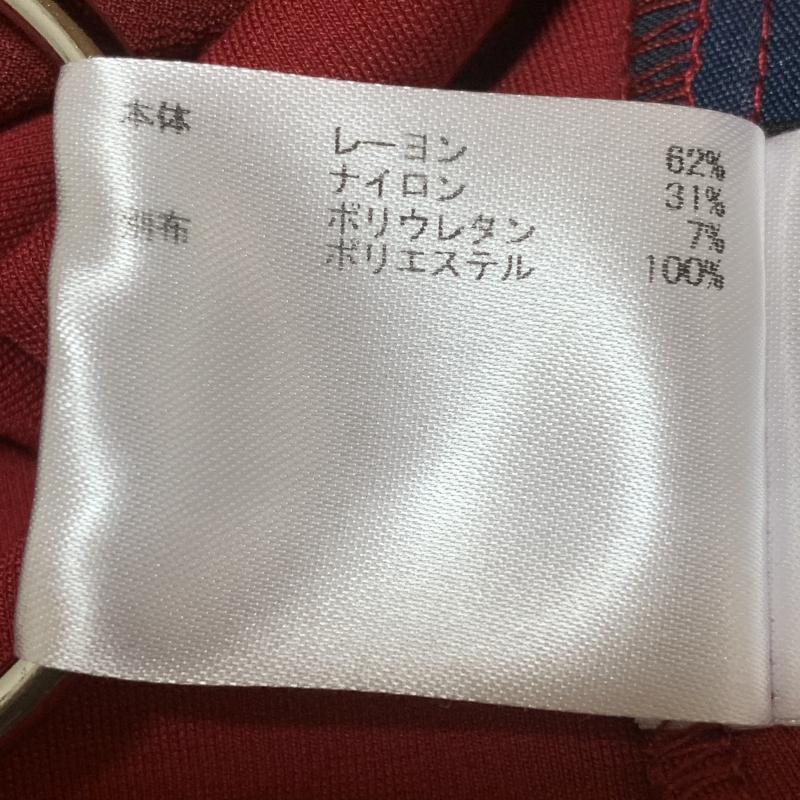 本体 レーヨン 62%
ナイロン 31%
ポリウレタン 7%
別布 ポリエステル 100%